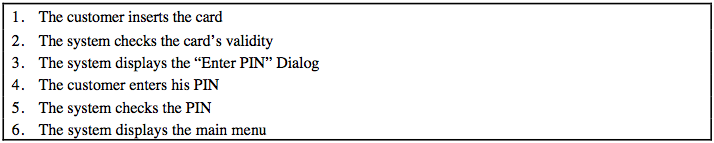 1. The customer inserts the card
2. The system checks the card’s validity
3. The system displays the “Enter PIN” Dialog
4. The customer enters his PIN
5. The system checks the PIN
6. The system displays the main menu